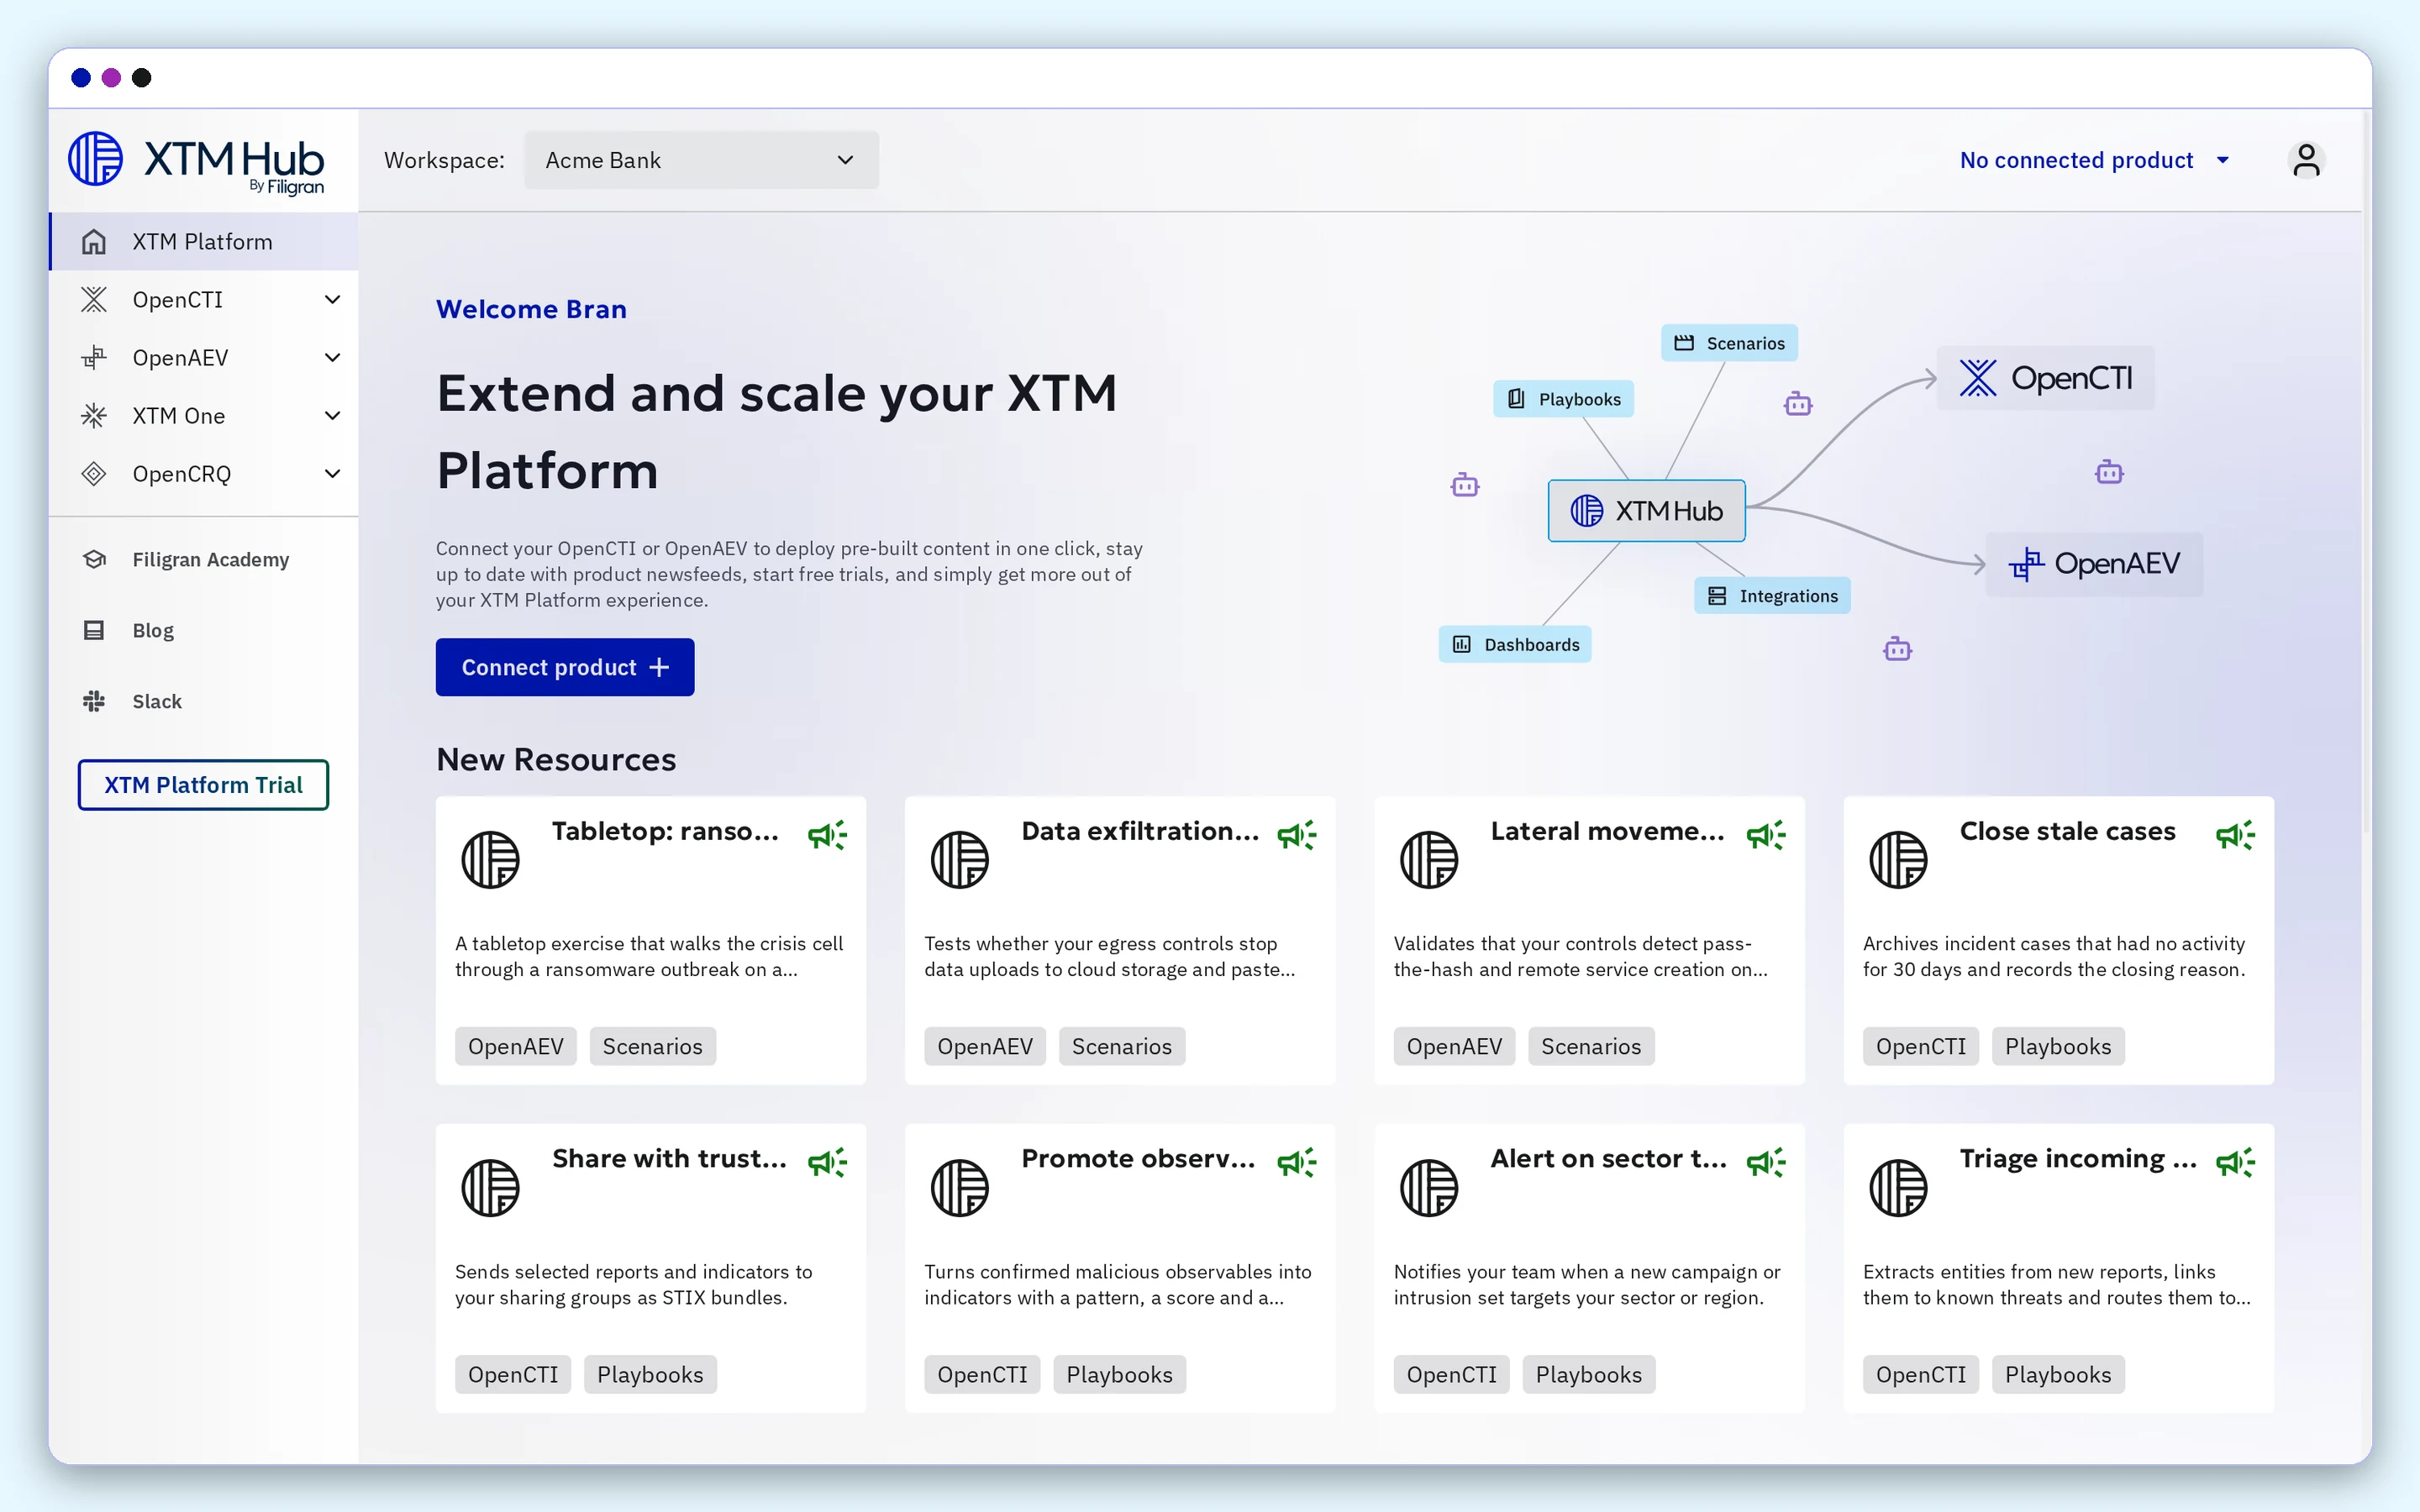 XTM Hub
By Filigran
Workspace:
Acme Bank
No connected product
XTM Platform
OpenCTI
OpenAEV
XTM One
OpenCRQ
Filigran Academy
Blog
Slack
XTM Platform Trial
Welcome Bran
Extend and scale your XTM
Platform
Connect your OpenCTI or OpenAEV to deploy pre-built content in one click, stay
up to date with product newsfeeds, start free trials, and simply get more out of
your XTM Platform experience.
Connect product
Scenarios
Playbooks
OpenCTI
XTM Hub
OpenAEV
Integrations
Dashboards
New Resources
Tabletop: ranso...
A tabletop exercise that walks the crisis cell
through a ransomware outbreak on a...
OpenAEV
Scenarios
Data exfiltration...
Tests whether your egress controls stop
data uploads to cloud storage and paste...
OpenAEV
Scenarios
Lateral moveme...
Validates that your controls detect pass-
the-hash and remote service creation on...
OpenAEV
Scenarios
Close stale cases
Archives incident cases that had no activity
for 30 days and records the closing reason.
OpenCTI
Playbooks
Share with trust...
Sends selected reports and indicators to
your sharing groups as STIX bundles.
OpenCTI
Playbooks
Promote observ...
Turns confirmed malicious observables into
indicators with a pattern, a score and a...
OpenCTI
Playbooks
Alert on sector t...
Notifies your team when a new campaign or
intrusion set targets your sector or region.
OpenCTI
Playbooks
Triage incoming ...
Extracts entities from new reports, links
them to known threats and routes them to...
OpenCTI
Playbooks